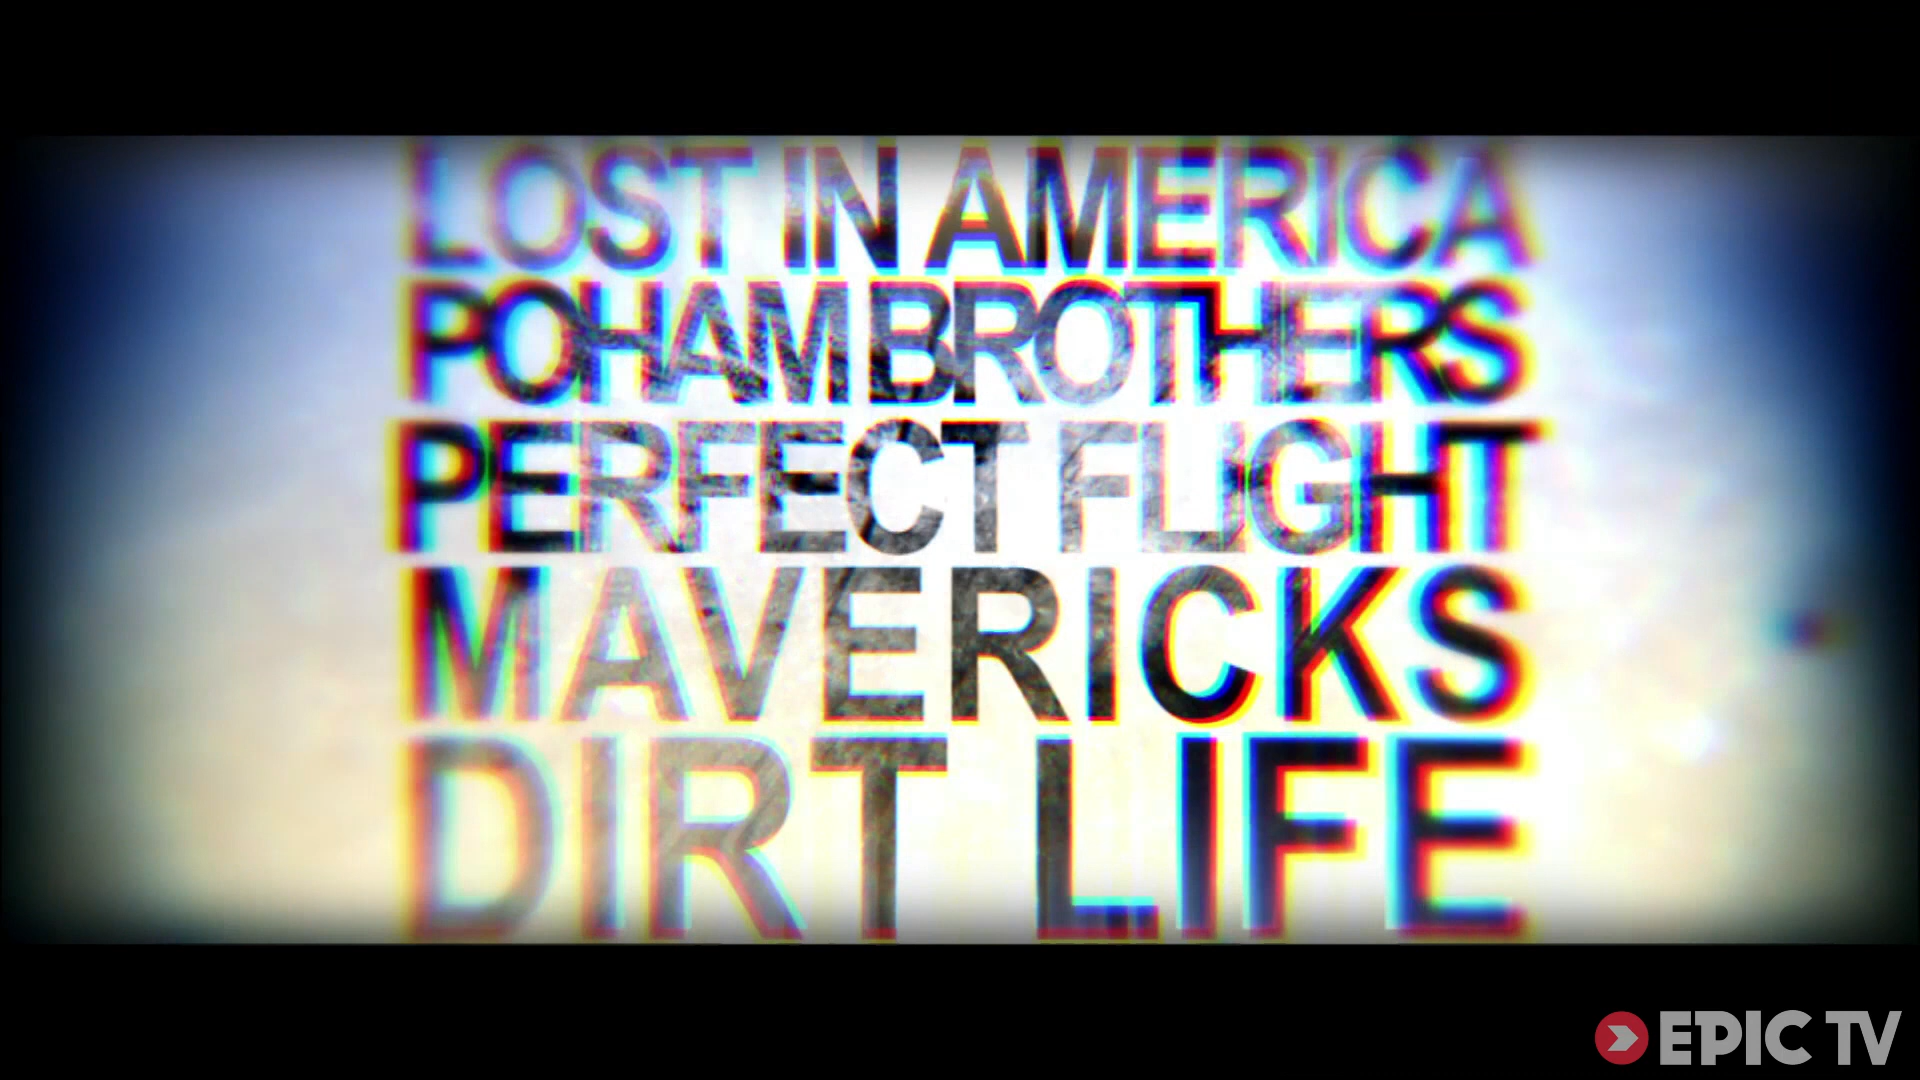 LOST IN AMERICA
POHAM BROTHERS
PERFECT FLIGHT
MAVERICKS
DIRT LIFE
EPIC TV